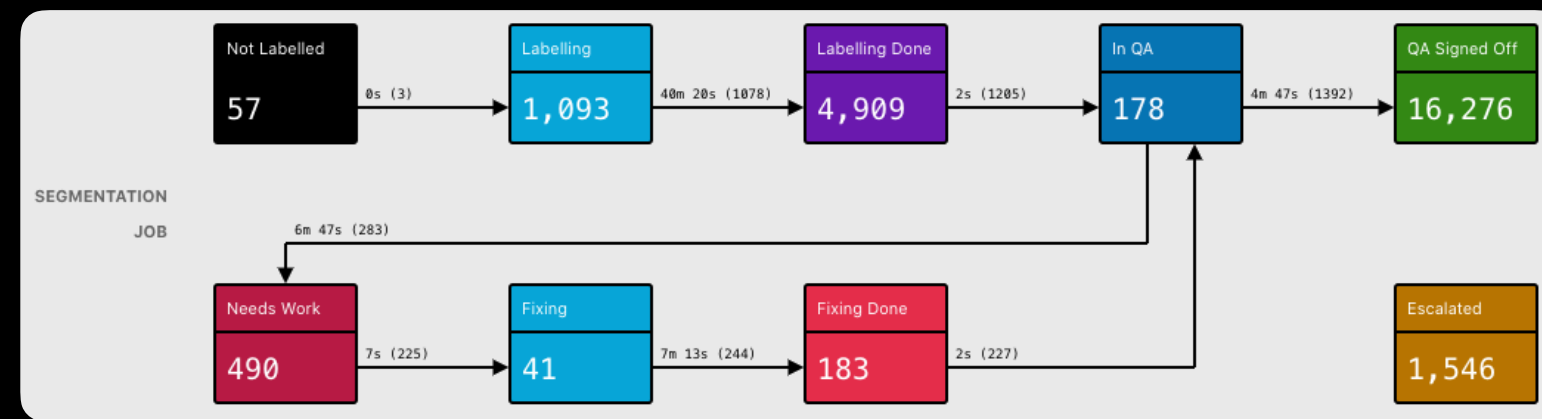 Not Labelled
57
0s (3)
Labelling
1,093
40m 20s (1078)
Labelling Done
4,909
2s (1205)
In QA
178
4m 47s (1392)
QA Signed Off
16,276
SEGMENTATION
JOB
6m 47s (283)
Needs Work
490
7s (225)
Fixing
41
7m 13s (244)
Fixing Done
183
2s (227)
Escalated
1,546